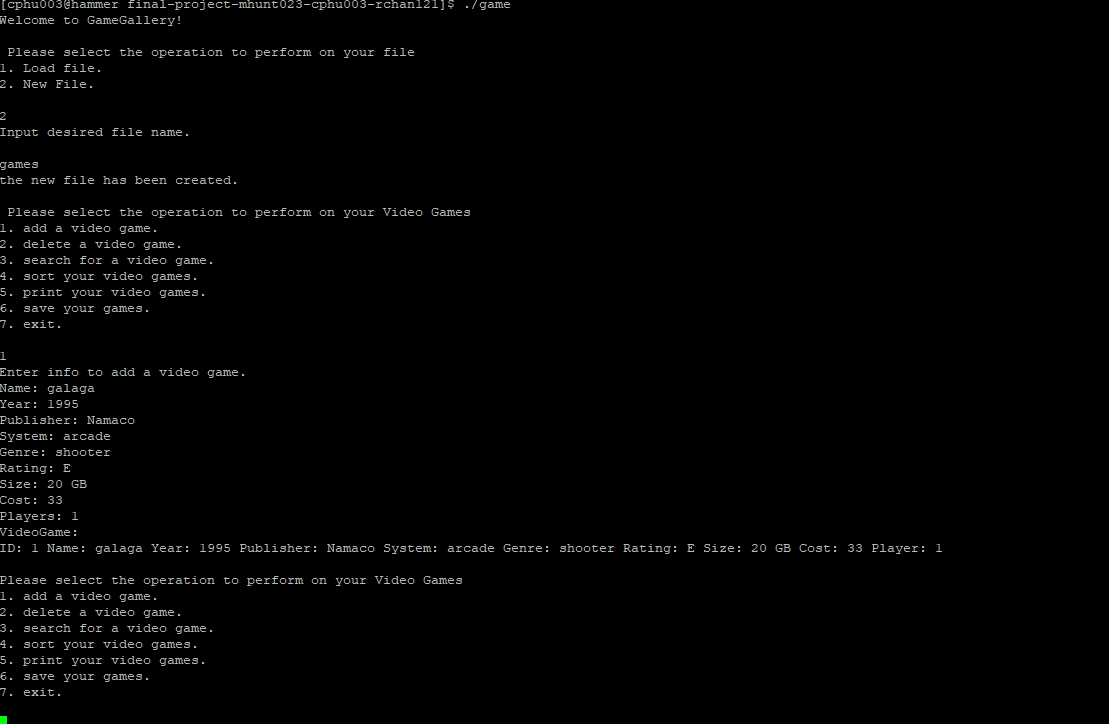 [cphu003@hammer final-project-mhunt023-cphu003-rchan121]$ ./game
Welcome to GameGallery!
Please select the operation to perform on your file
1. Load file.
2. New File.
2
Input desired file name.
games
the new file has been created.
Please select the operation to perform on your Video Games
1. add a video game.
2. delete a video game.
3. search for a video game.
4. sort your video games.
5. print your video games.
6. save your games.
7. exit.
1
Enter info to add a video game.
Name: galaga
Year: 1995
Publisher: Namaco
System: arcade
Genre: shooter
Rating: E
Size: 20 GB
Cost: 33
Players: 1
VideoGame:
ID: 1 Name: galaga Year: 1995 Publisher: Namaco System: arcade Genre: shooter Rating: E Size: 20 GB Cost: 33 Player: 1
Please select the operation to perform on your Video Games
1. add a video game.
2. delete a video game.
3. search for a video game.
4. sort your video games.
5. print your video games.
6. save your games.
7. exit.